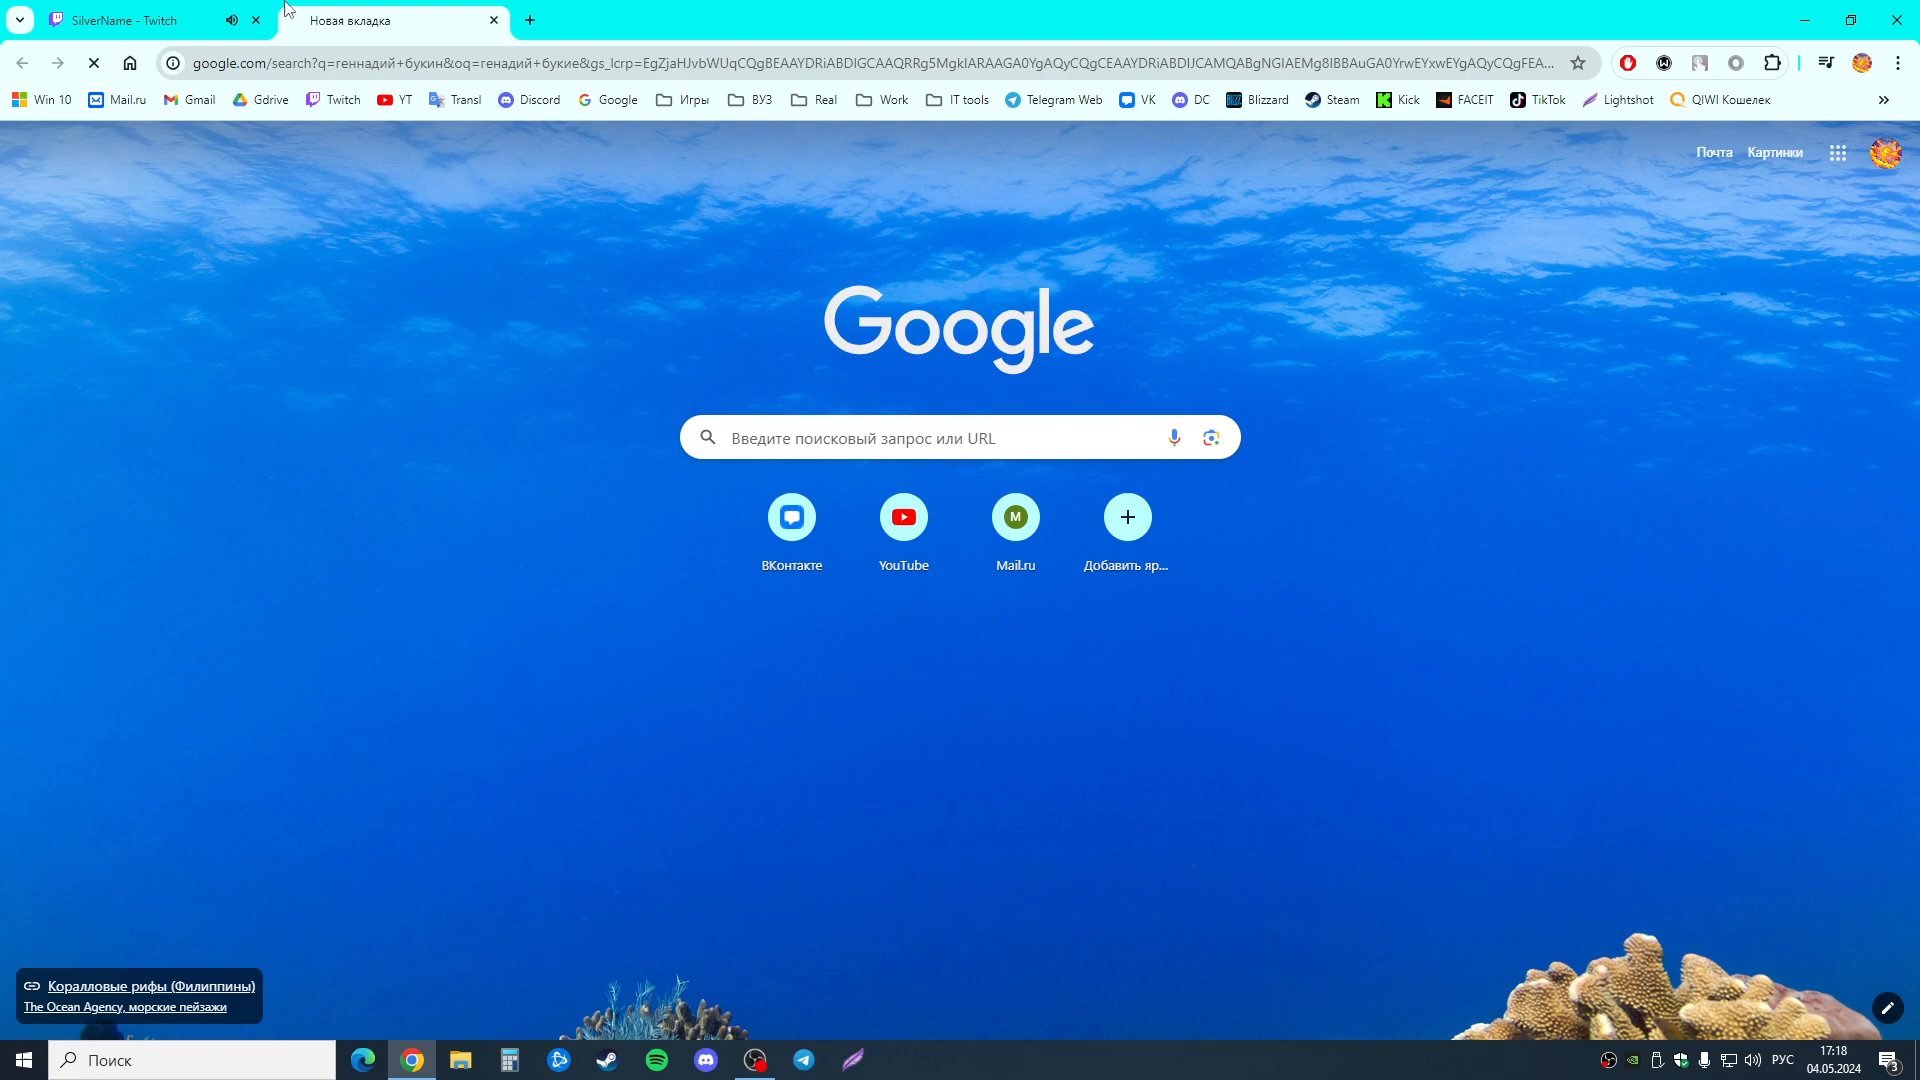 SilverName - Twitch
Новая вкладка
google.com/search?q=геннадий+букин&oq=генадий+букие&gs_lcrp=EgZjaHJvbWUqCQgBEAAYDRiABDIGCAAQRRg5MgkIARAAGA0YgAQyCQgCEAAYDRiABDIJCAMQABgNGIAEMg8IBBAuGA0YrwEYxwEYgAQyCQgFEA...
Win 10 Mail.ru Gmail Gdrive Twitch YT Transl Discord Google Игры ВУЗ Real Work IT tools Telegram Web VK DC Blizzard Steam Kick FACEIT TikTok Lightshot QIWI Кошелек
Почта Картинки
Google
Введите поисковый запрос или URL
ВКонтакте YouTube Mail.ru Добавить яр...
M
Коралловые рифы (Филиппины)
The Ocean Agency, морские пейзажи
Поиск
РУС
17:18
04.05.2024
3